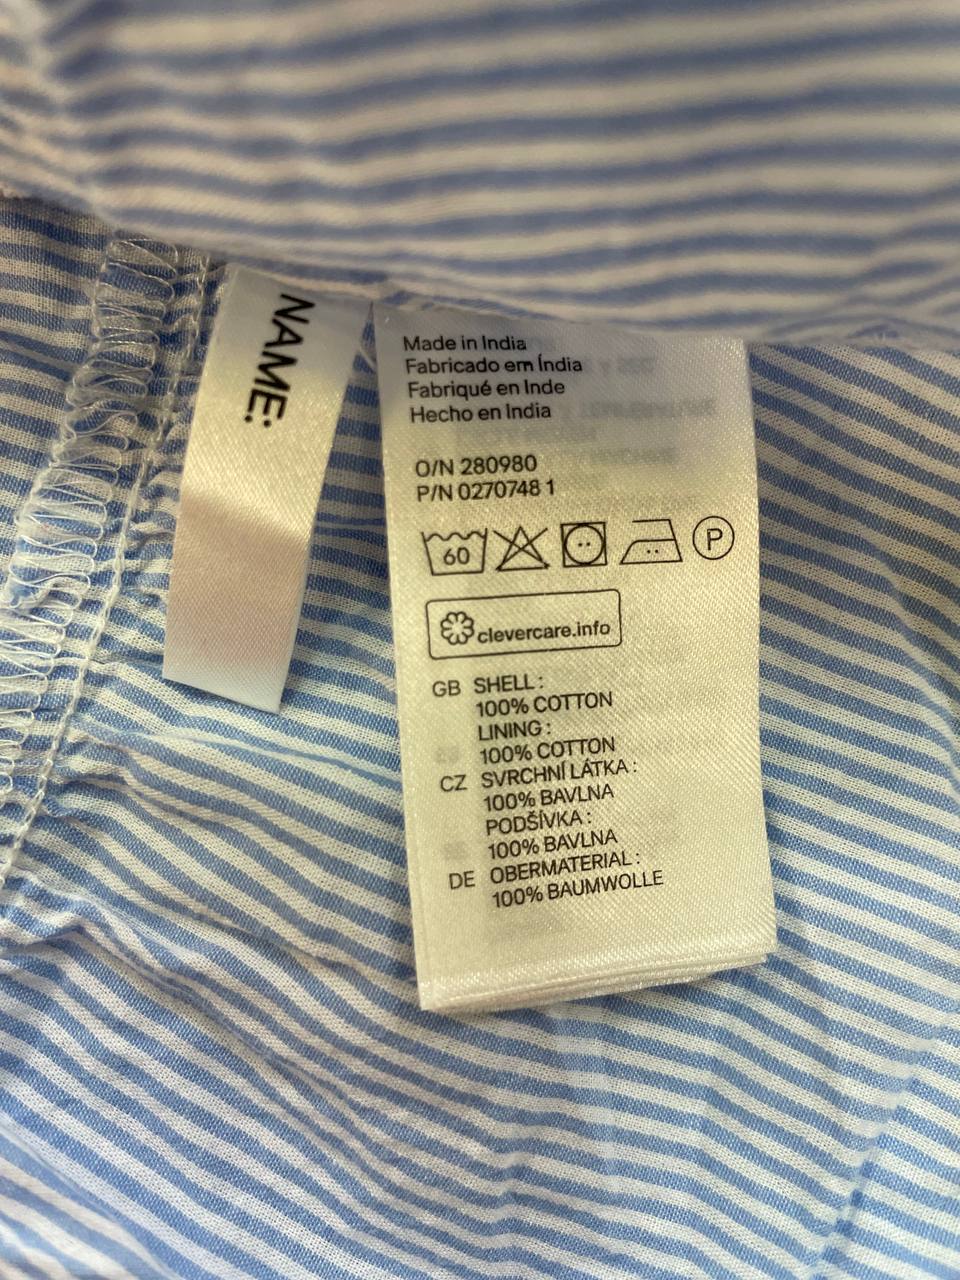 NAME:
Made in India
Fabricado em Índia
Fabriqué en Inde
Hecho en India
O/N 280980
P/N 0270748 1
60 P
clevercare.info
GB SHELL :
100% COTTON
LINING :
100% COTTON
CZ SVRCHNÍ LÁTKA :
100% BAVLNA
PODŠÍVKA :
100% BAVLNA
DE OBERMATERIAL :
100% BAUMWOLLE